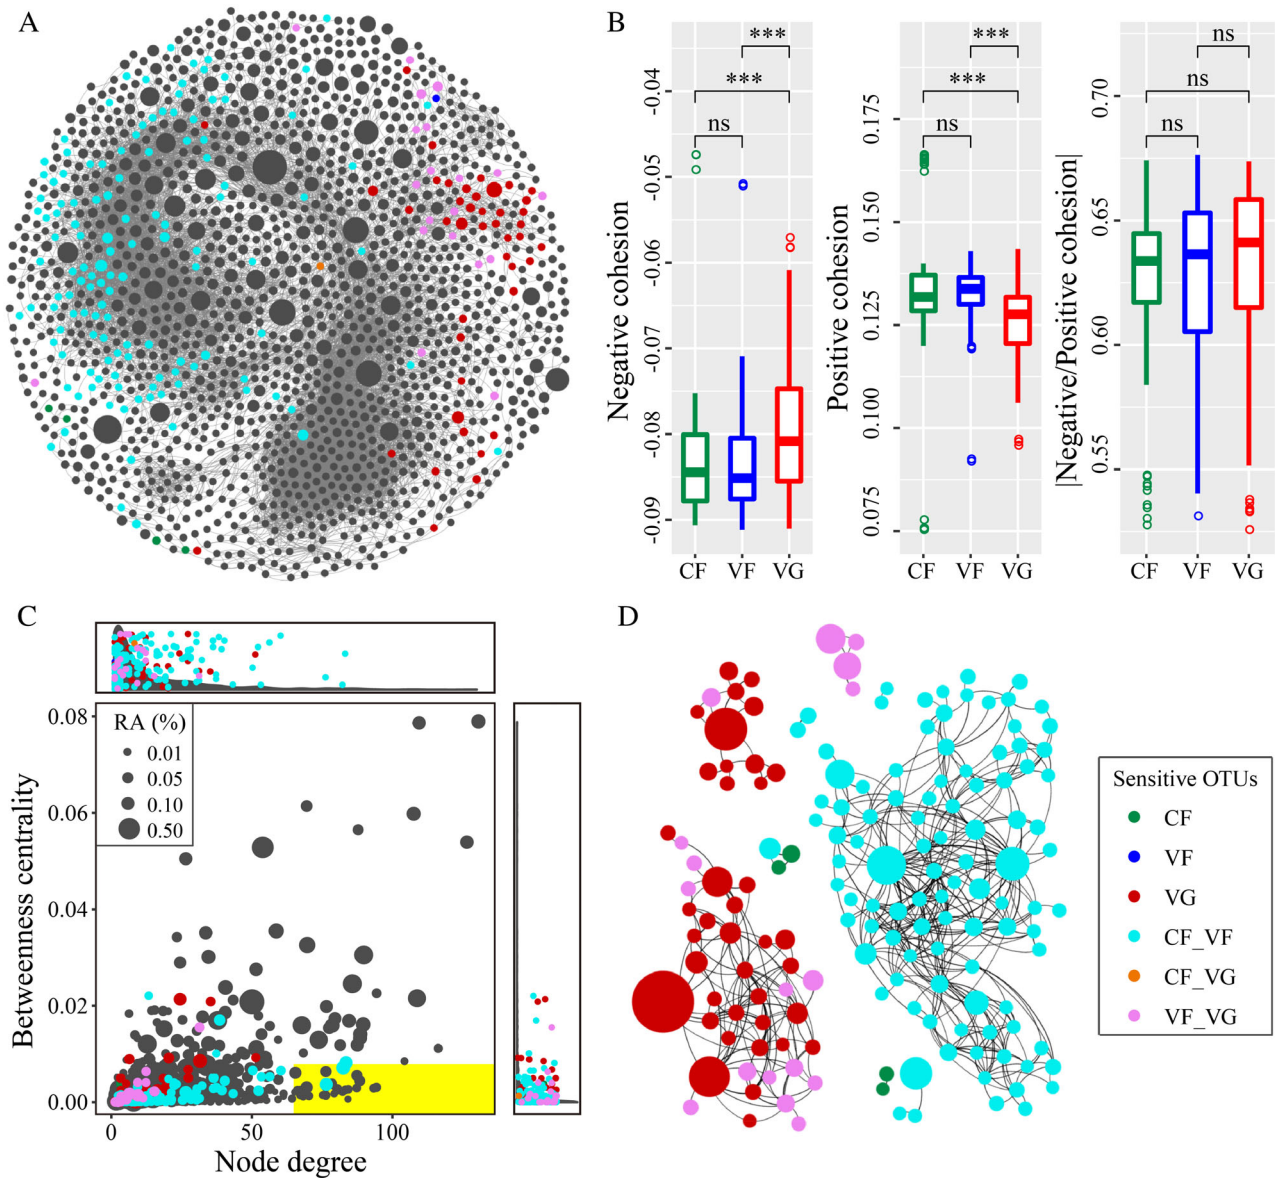 A
B
Negative cohesion
-0.04
-0.05
-0.06
-0.07
-0.08
-0.09
***
***
ns
CF VF VG
Positive cohesion
0.175
0.150
0.125
0.100
0.075
***
***
ns
CF VF VG
|Negative/Positive cohesion|
0.70
0.65
0.60
0.55
ns
ns
ns
CF VF VG
C
Betweenness centrality
0.08
0.06
0.04
0.02
0.00
RA (%)
0.01
0.05
0.10
0.50
0 50 100
Node degree
D
Sensitive OTUs
CF
VF
VG
CF_VF
CF_VG
VF_VG